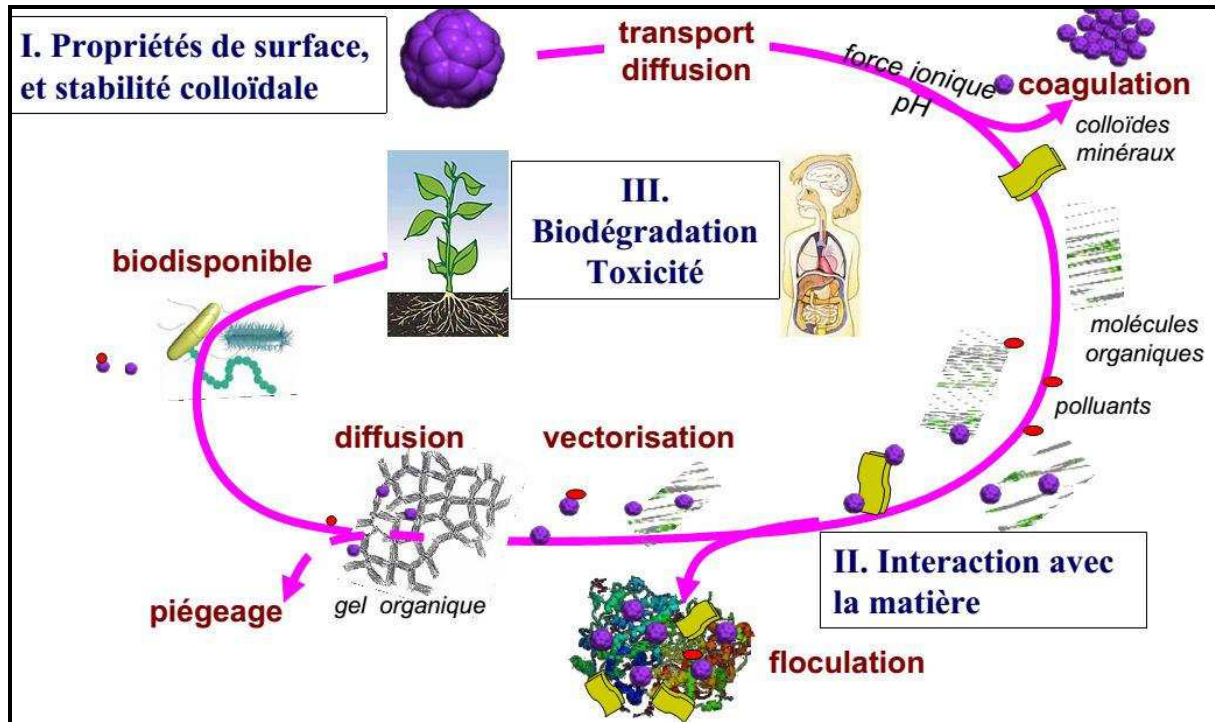 I. Propriétés de surface,
et stabilité colloïdale
transport
diffusion
force ionique
pH
coagulation
colloïdes
minéraux
III.
Biodégradation
Toxicité
biodisponible
molécules
organiques
polluants
diffusion
vectorisation
II. Interaction avec
la matière
piégeage
gel organique
floculation